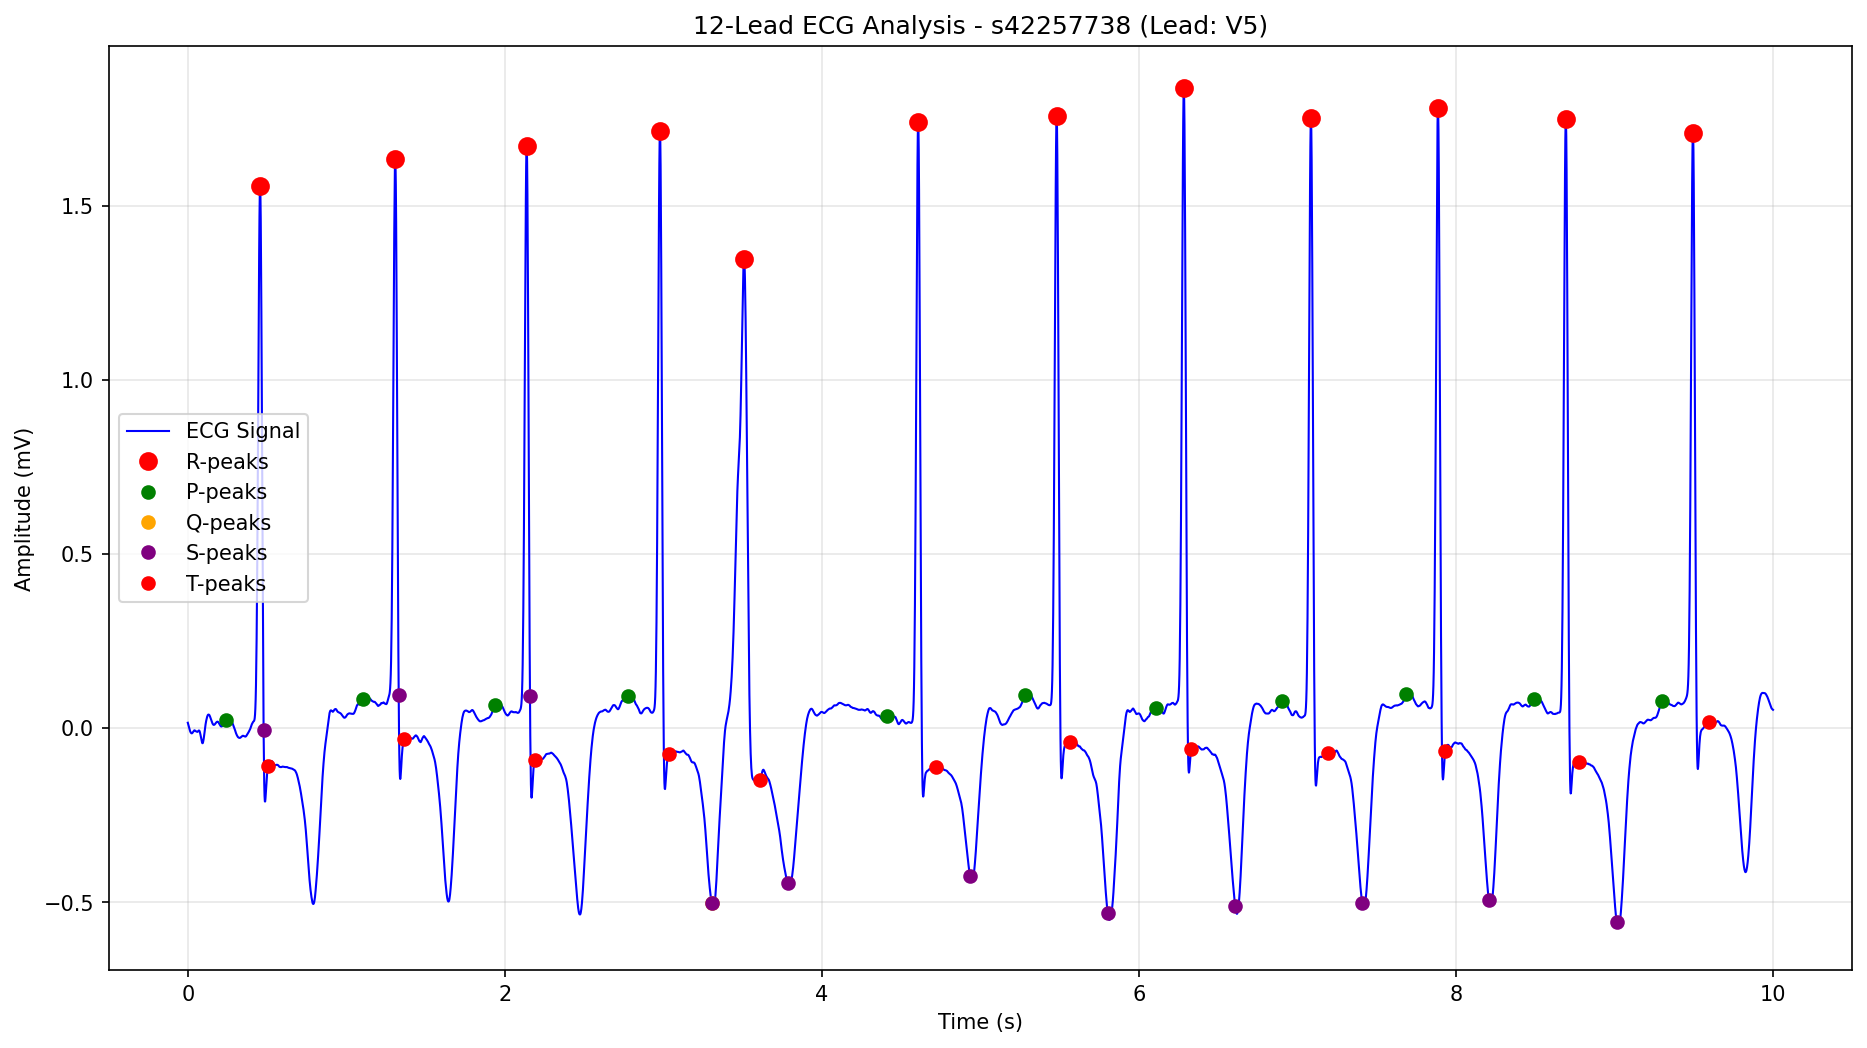 12-Lead ECG Analysis - s42257738 (Lead: V5)
Amplitude (mV)
1.5
1.0
0.5
0.0
−0.5
ECG Signal
R-peaks
P-peaks
Q-peaks
S-peaks
T-peaks
0 2 4 6 8 10
Time (s)